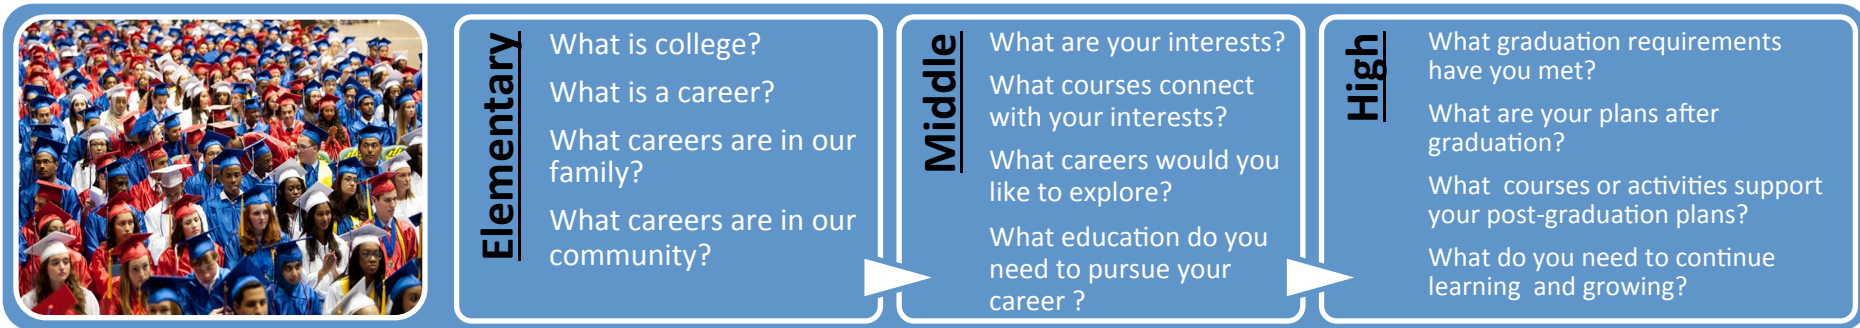 Elementary
What is college?
What is a career?
What careers are in our
family?
What careers are in our
community?
Middle
What are your interests?
What courses connect
with your interests?
What careers would you
like to explore?
What education do you
need to pursue your
career ?
High
What graduation requirements
have you met?
What are your plans after
graduation?
What  courses or activities support
your post-graduation plans?
What do you need to continue
learning  and growing?